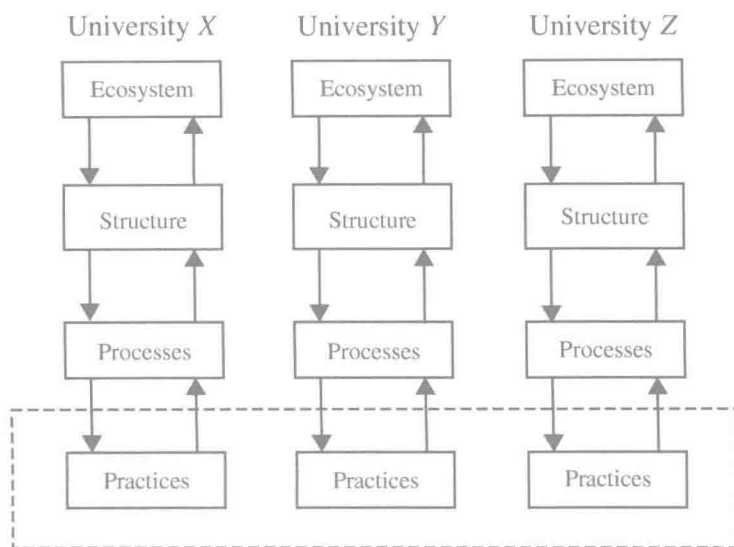 University X University Y University Z
Ecosystem Ecosystem Ecosystem
Structure Structure Structure
Processes Processes Processes
Practices Practices Practices